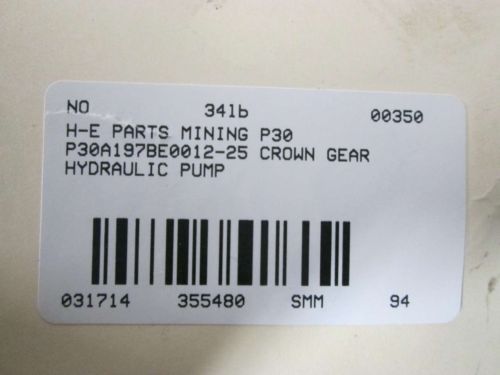 NO 341b 00350
H-E PARTS MINING P30
P30A197BE0012-25 CROWN GEAR
HYDRAULIC PUMP
031714 355480 SMM 94